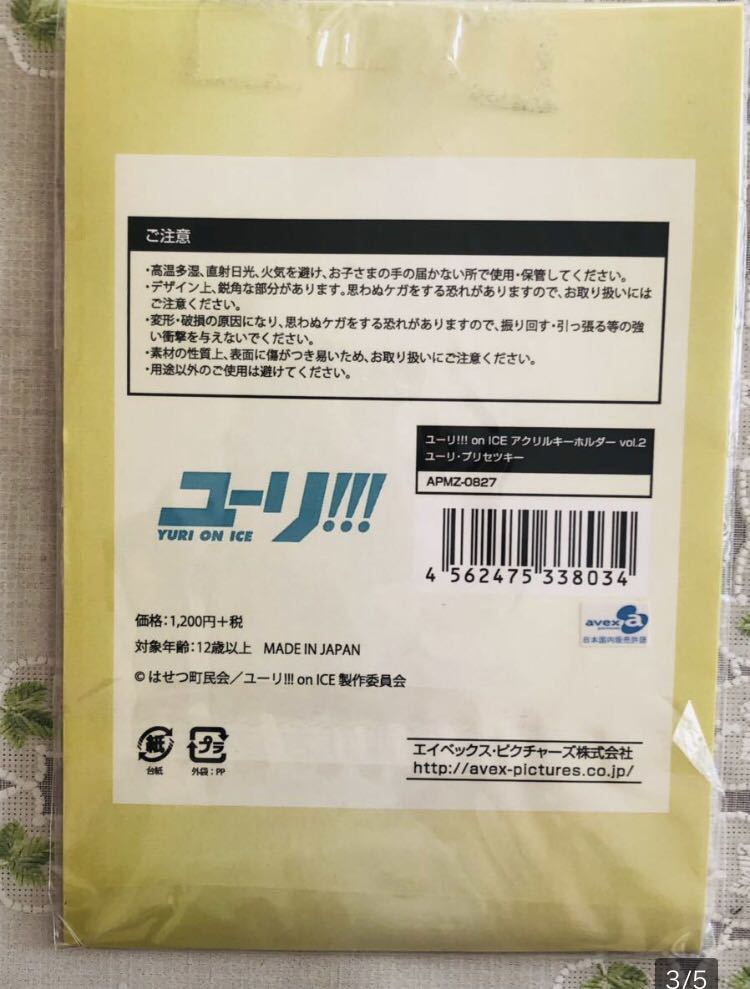 ご注意
・高温多湿、直射日光、火気を避け、お子さまの手の届かない所で使用・保管してください。
・デザイン上、鋭角な部分があります。思わぬケガをする恐れがありますので、お取り扱いには
ご注意ください。
・変形・破損の原因になり、思わぬケガをする恐れがありますので、振り回す・引っ張る等の強
い衝撃を与えないでください。
・素材の性質上、表面に傷がつき易いため、お取り扱いにご注意ください。
・用途以外のご使用は避けてください。
ユーリ!!! on ICE アクリルキーホルダー vol.2
ユーリ・プリセツキー
APMZ-0827
ユーリ!!!
YURI ON ICE
4 562475 338034
価格：1,200円＋税
対象年齢：12歳以上 MADE IN JAPAN
© はせつ町民会／ユーリ!!! on ICE 製作委員会
avex pictures
日本国内販売許諾
紙
台紙
プラ
外袋：PP
エイベックス・ピクチャーズ株式会社
http://avex-pictures.co.jp/
3/5